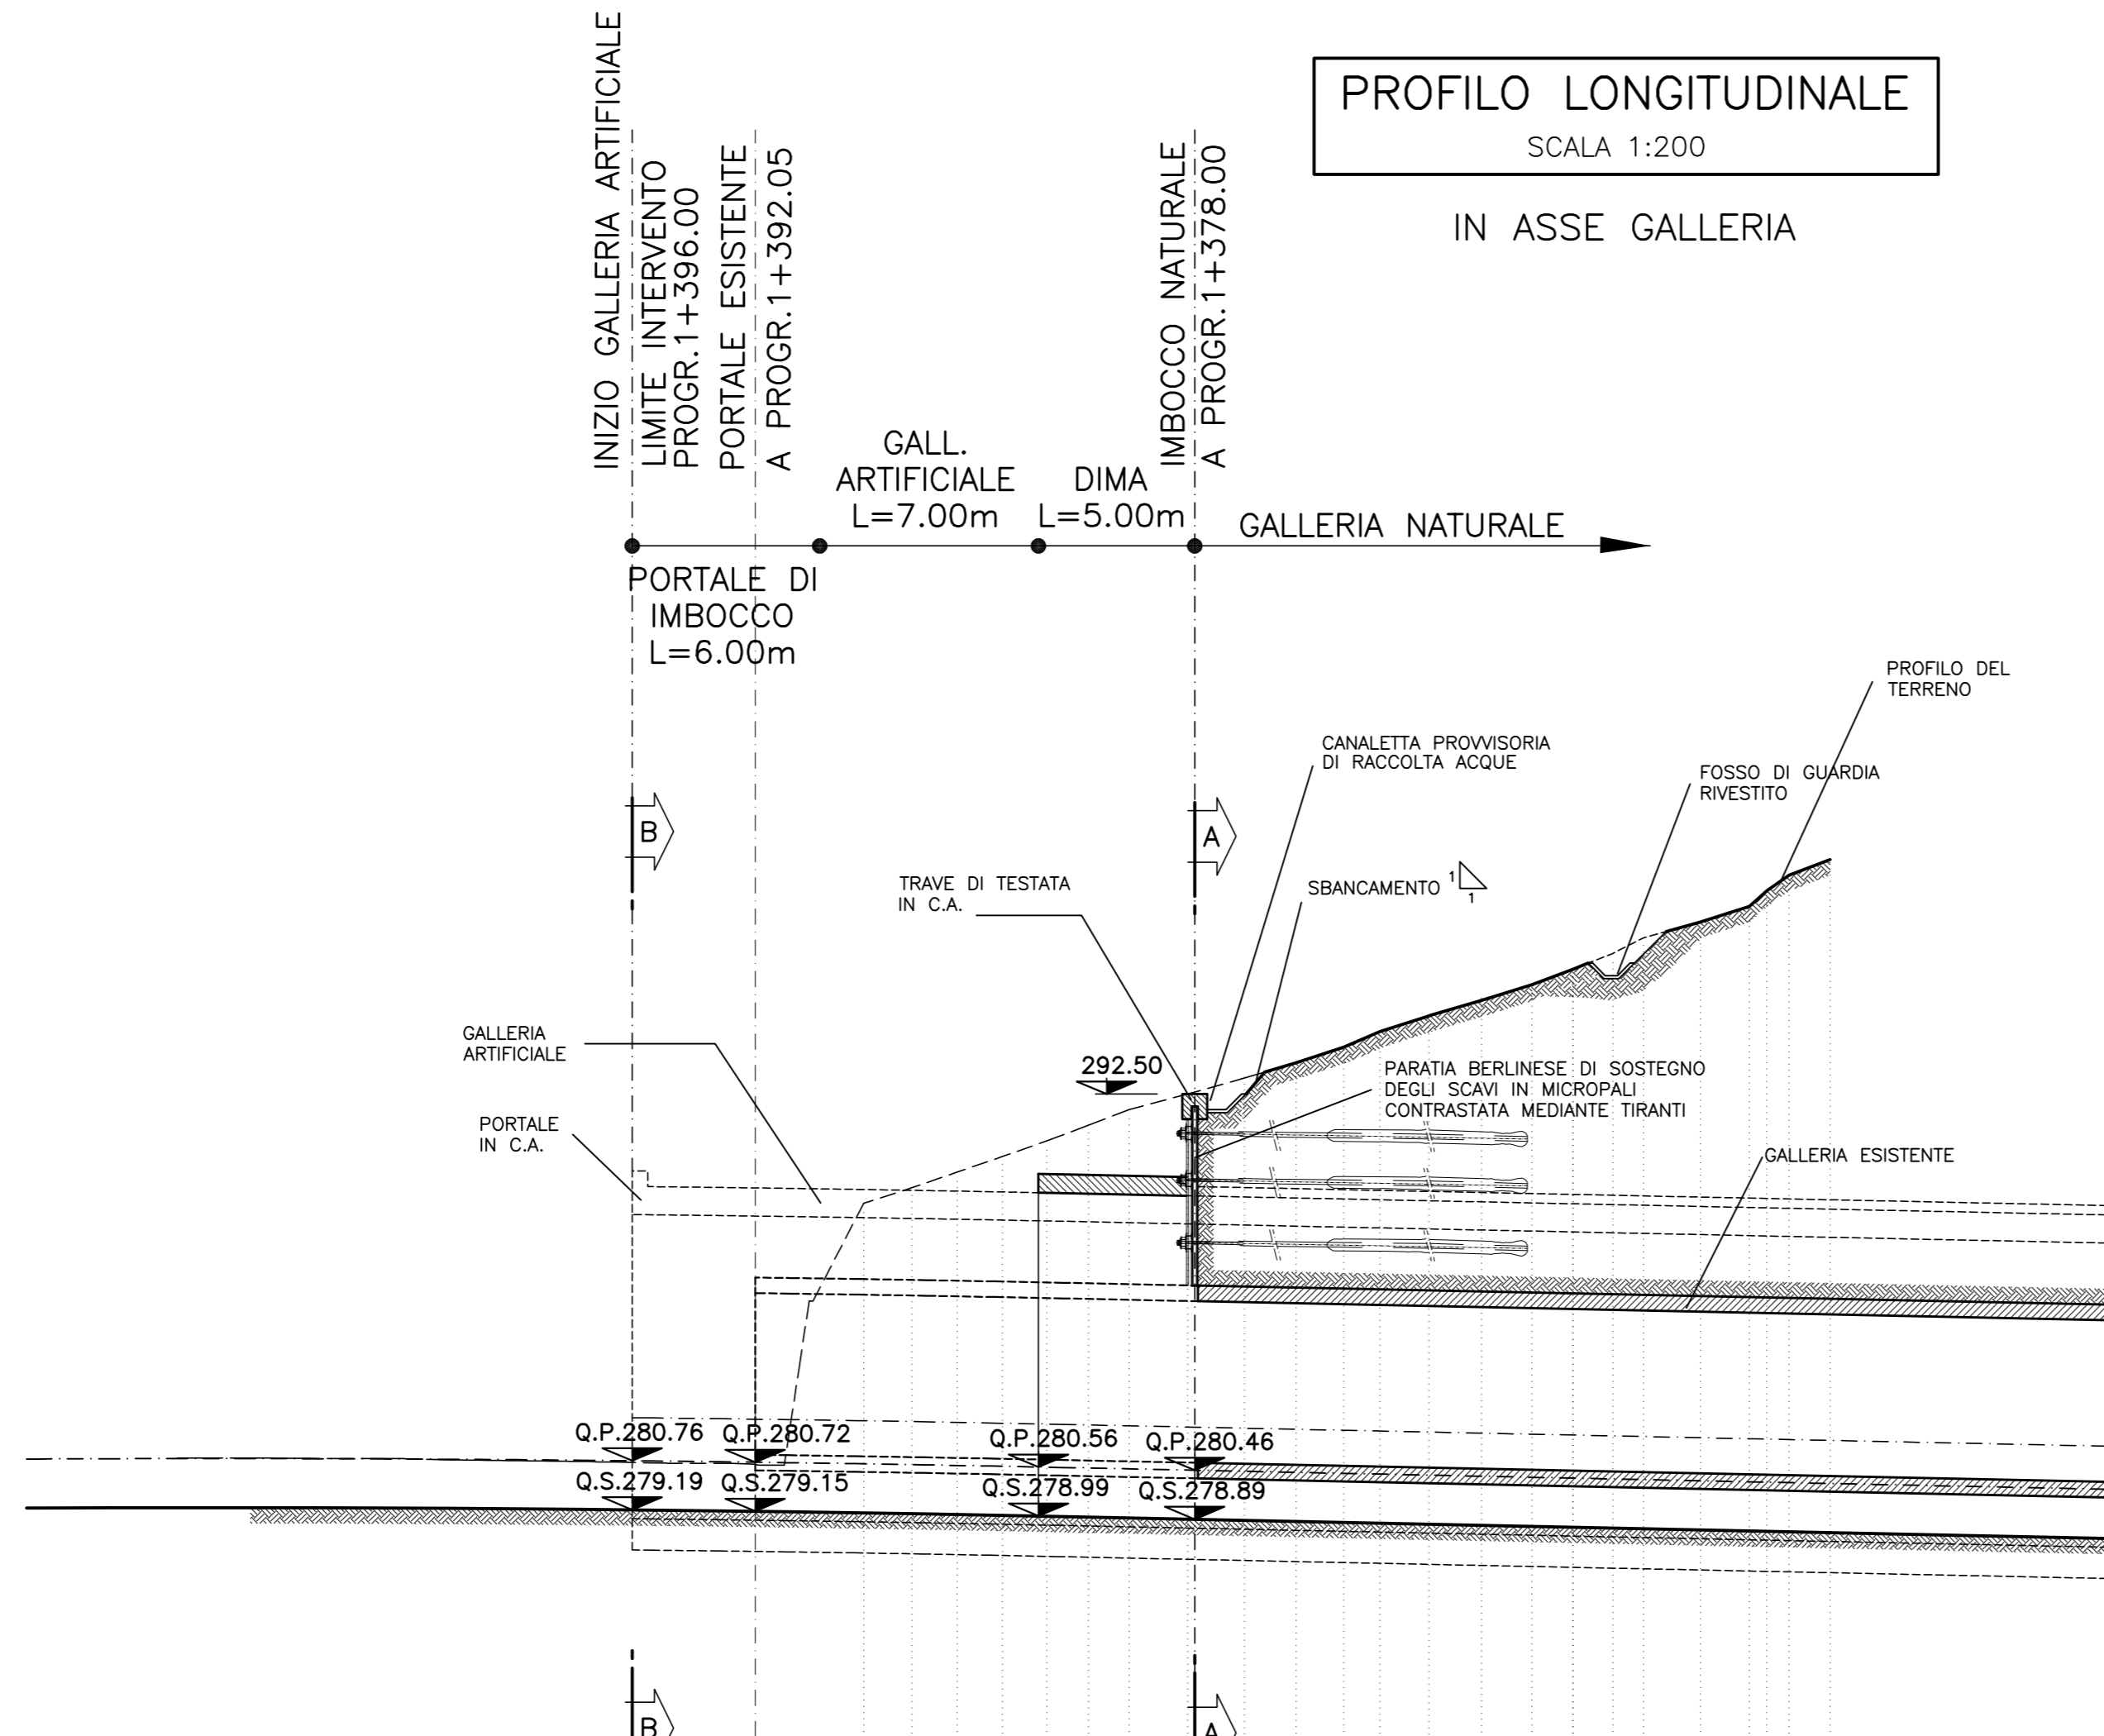 PROFILO LONGITUDINALE
SCALA 1:200
IN ASSE GALLERIA
INIZIO GALLERIA ARTIFICIALE
LIMITE INTERVENTO
PROGR.1+396.00
PORTALE ESISTENTE
A PROGR.1+392.05
IMBOCCO NATURALE
A PROGR.1+378.00
GALL.
ARTIFICIALE
L=7.00m
DIMA
L=5.00m
GALLERIA NATURALE
PORTALE DI
IMBOCCO
L=6.00m
PROFILO DEL
TERRENO
CANALETTA PROVVISORIA
DI RACCOLTA ACQUE
FOSSO DI GUARDIA
RIVESTITO
B
A
TRAVE DI TESTATA
IN C.A.
SBANCAMENTO
1
1
GALLERIA
ARTIFICIALE
292.50
PARATIA BERLINESE DI SOSTEGNO
DEGLI SCAVI IN MICROPALI
CONTRASTATA MEDIANTE TIRANTI
PORTALE
IN C.A.
GALLERIA ESISTENTE
Q.P.280.76
Q.P.280.72
Q.P.280.56
Q.P.280.46
Q.S.279.19
Q.S.279.15
Q.S.278.99
Q.S.278.89
B
A